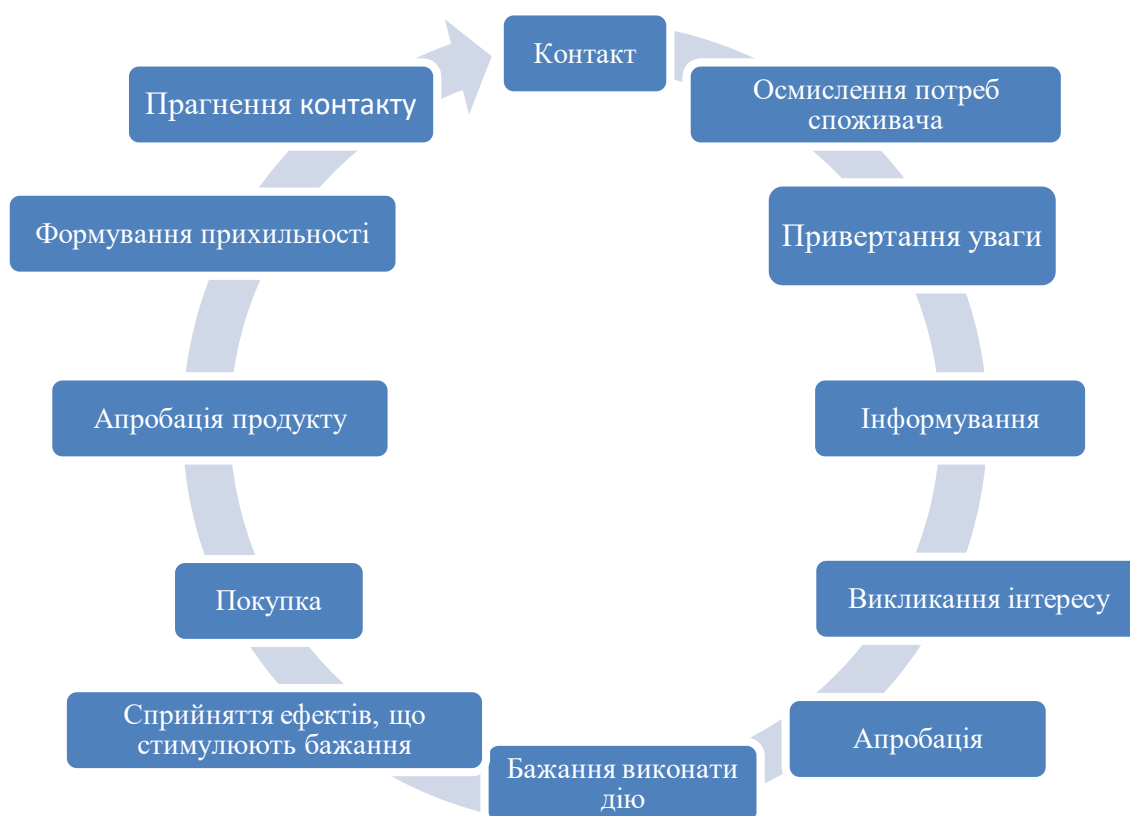 Контакт
Осмислення потреб
споживача
Привертання уваги
Інформування
Викликання інтересу
Апробація
Бажання виконати
дію
Сприйняття ефектів, що
стимулюють бажання
Покупка
Апробація продукту
Формування прихильності
Прагнення контакту